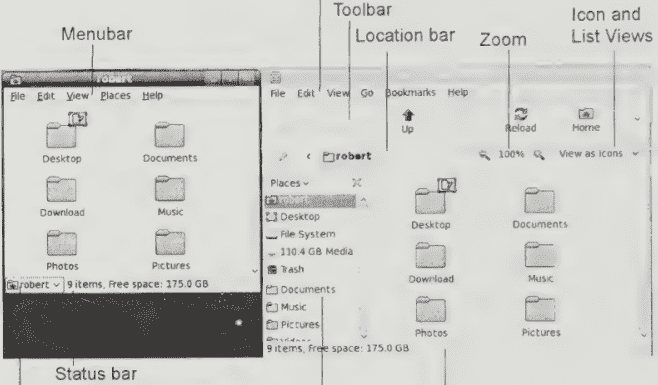 Toolbar
Icon and
List Views
Menubar
Location bar
Zoom
robert
File Edit View Places Help
Desktop
Documents
Download
Music
Photos
Pictures
robert
9 items, Free space: 175.0 GB
Status bar
File Edit View Go Bookmarks Help
Up
Reload
Home
robert
100%
View as Icons
Places
Desktop
File System
110.4 GB Media
Trash
Documents
Music
Pictures
Videos
Desktop
Documents
Download
Music
Photos
Pictures
9 items, Free space: 175.0 GB